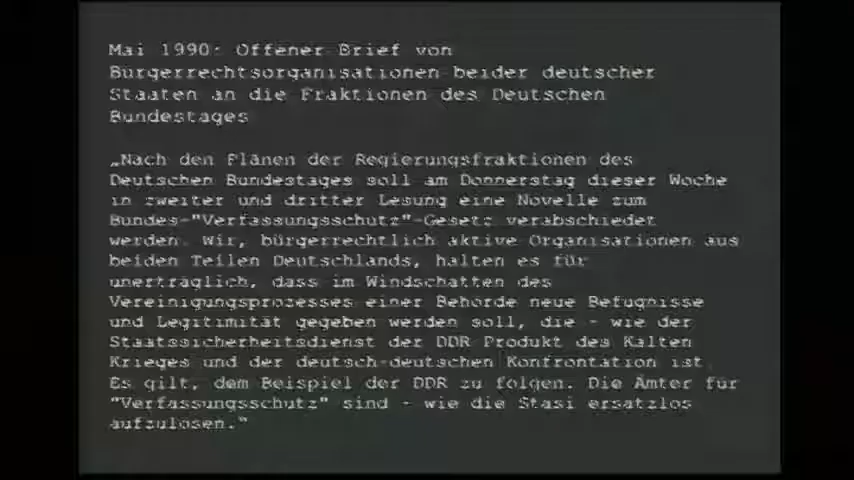 Mai 1990: Offener Brief von
Bürgerrechtsorganisationen beider deutscher
Staaten an die Fraktionen des Deutschen
Bundestages
„Nach den Plänen der Regierungsfraktionen des
Deutschen Bundestages soll am Donnerstag dieser Woche
in zweiter und dritter Lesung eine Novelle zum
Bundes-"Verfassungsschutz"-Gesetz verabschiedet
werden. Wir, bürgerrechtlich aktive Organisationen aus
beiden Teilen Deutschlands, halten es für
unerträglich, dass im Windschatten des
Vereinigungsprozesses einer Behörde neue Befugnisse
und Legitimität gegeben werden soll, die - wie der
Staatssicherheitsdienst der DDR Produkt des Kalten
Krieges und der deutsch-deutschen Konfrontation ist.
Es gilt, dem Beispiel der DDR zu folgen. Die Ämter für
"Verfassungsschutz" sind - wie die Stasi ersatzlos
aufzulösen.“